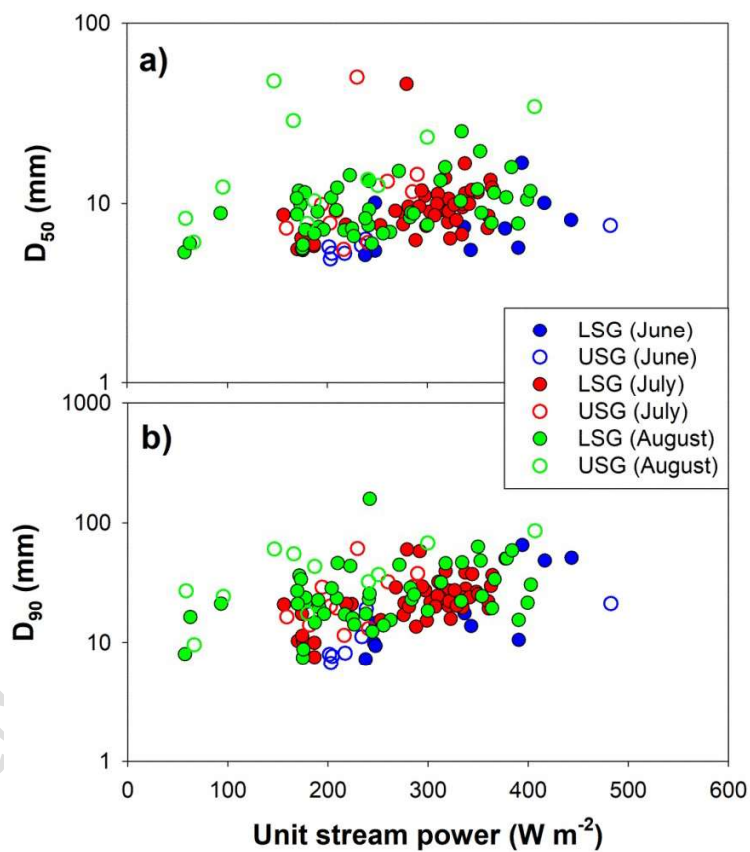 100
a)
10
D50 (mm)
1
LSG (June)
USG (June)
LSG (July)
USG (July)
LSG (August)
USG (August)
1000
b)
100
D90 (mm)
10
1
0 100 200 300 400 500 600
Unit stream power (W m-2)